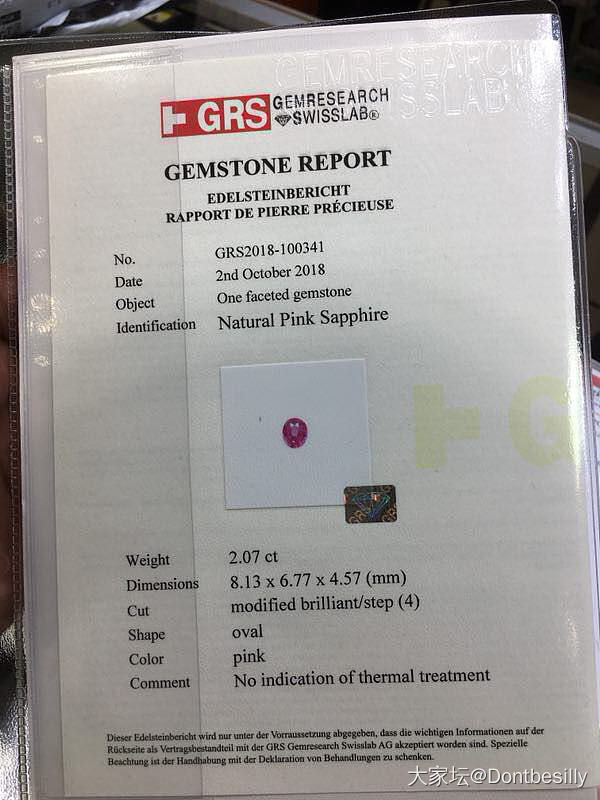 GEMRESEARCH
SWISSLAB
GRS GEMRESEARCH
SWISSLAB®
GEMSTONE REPORT
EDELSTEINBERICHT
RAPPORT DE PIERRE PRÉCIEUSE
No. GRS2018-100341
Date 2nd October 2018
Object One faceted gemstone
Identification Natural Pink Sapphire
G
Weight 2.07 ct
Dimensions 8.13 x 6.77 x 4.57 (mm)
Cut modified brilliant/step (4)
Shape oval
Color pink
Comment No indication of thermal treatment
Dieser Edelsteinbericht wird nur unter der Vorraussetzung abgegeben, dass die wichtigen Informationen auf der
Rückseite als Vertragsbestandteil mit der GRS Gemresearch Swisslab AG akzeptiert worden sind. Spezielle
Beachtung ist der Handhabung mit der Deklaration von Behandlungen zu schenken.
大家坛@Dontbesilly